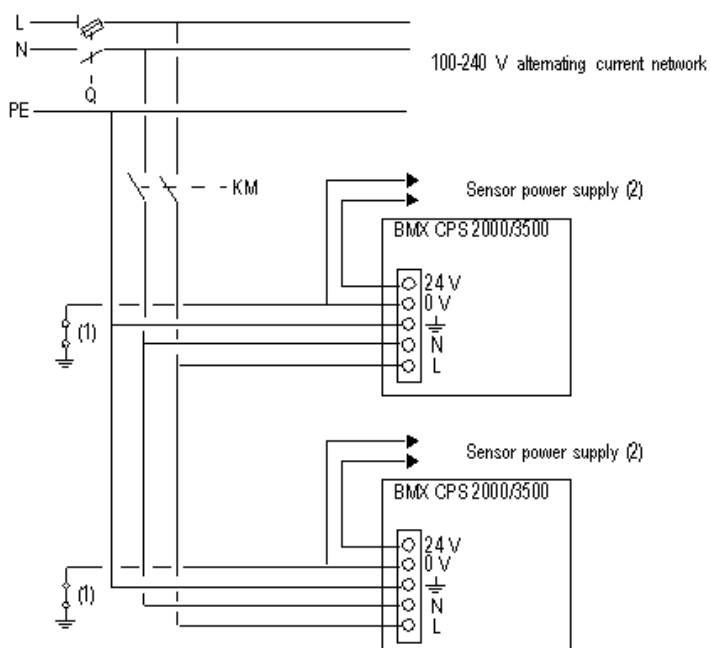 L
N
100-240 V alternating current network
Q
PE
KM
Sensor power supply (2)
BMX CPS 2000/3500
24 V
0 V
(1)
N
L
Sensor power supply (2)
BMX CPS 2000/3500
24 V
0 V
(1)
N
L